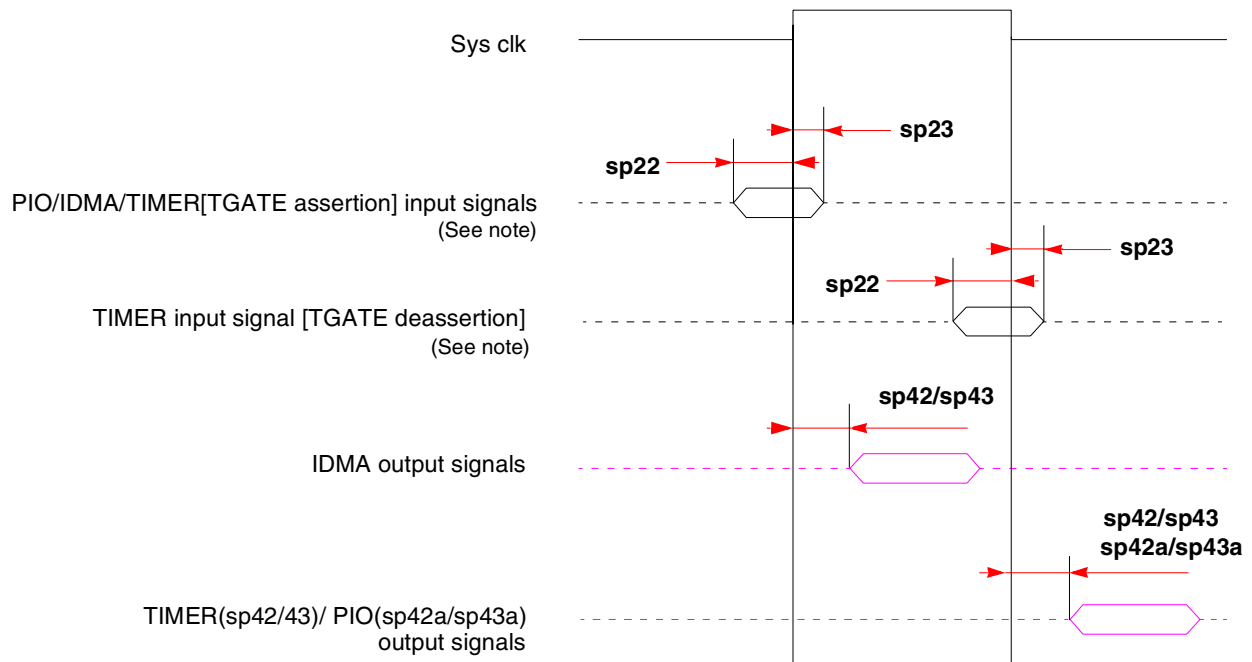 Sys clk
sp23
sp22
PIO/IDMA/TIMER[TGATE assertion] input signals
(See note)
sp23
sp22
TIMER input signal [TGATE deassertion]
(See note)
sp42/sp43
IDMA output signals
sp42/sp43
sp42a/sp43a
TIMER(sp42/43)/ PIO(sp42a/sp43a)
output signals